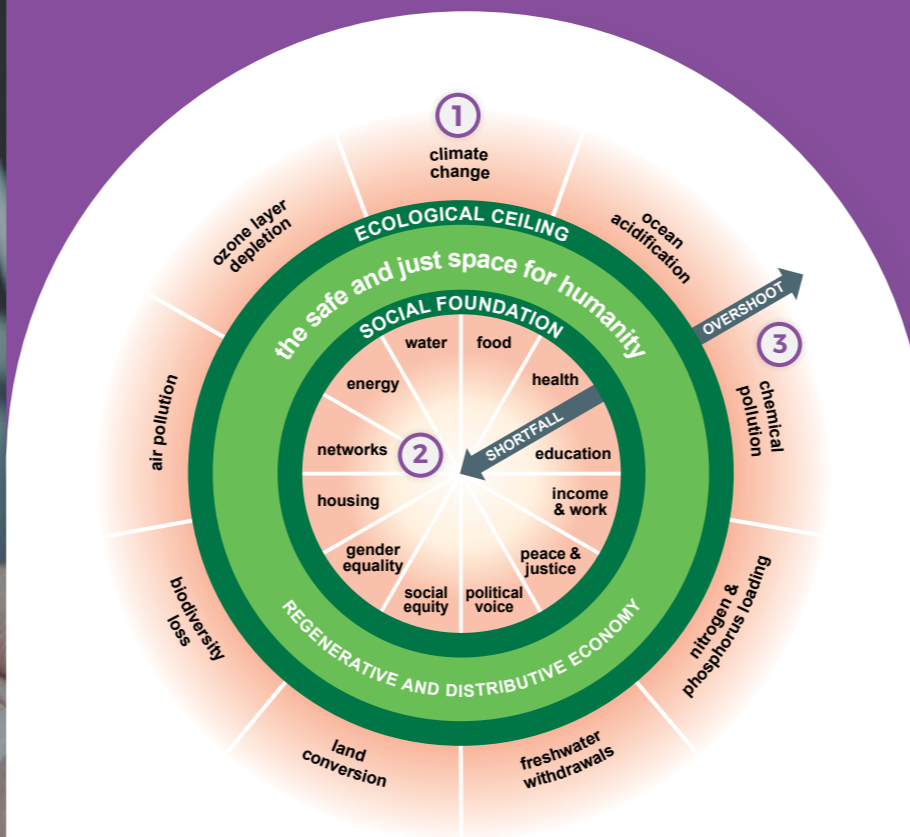 1
climate
change
ozone layer
depletion
ocean
acidification
ECOLOGICAL CEILING
the safe and just space for humanity
SOCIAL FOUNDATION
OVERSHOOT
3
water
food
energy
health
chemical
pollution
air pollution
SHORTFALL
networks
2
education
housing
income
& work
gender
equality
peace &
justice
social
equity
political
voice
nitrogen &
phosphorus loading
biodiversity
loss
REGENERATIVE AND DISTRIBUTIVE ECONOMY
land
conversion
freshwater
withdrawals